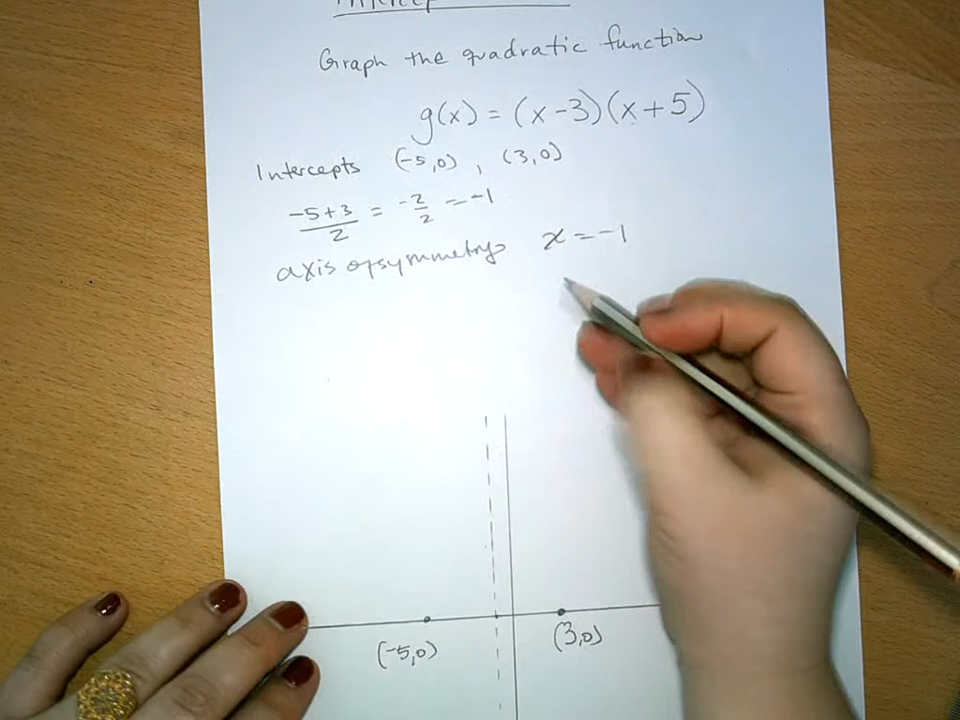 Graph the quadratic function
g(x) = (x-3)(x+5)
Intercepts (-5,0) , (3,0)
-5+3/2 = -2/2 = -1
axis of symmetry x = -1
(-5,0) (3,0)